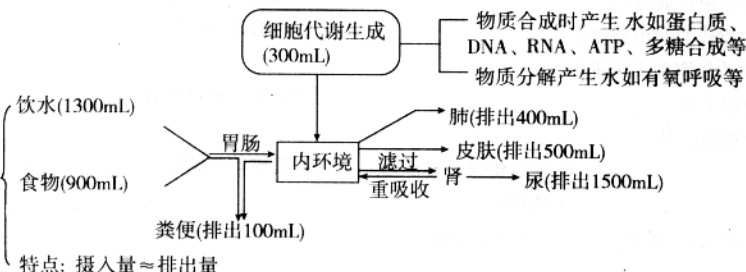 细胞代谢生成
(300mL)
物质合成时产生 水如蛋白质、
DNA、RNA、ATP、多糖合成等
物质分解产生水如有氧呼吸等
饮水(1300mL)
食物(900mL)
胃肠
内环境
肺(排出400mL)
皮肤(排出500mL)
滤过
重吸收
肾
尿(排出1500mL)
粪便(排出100mL)
特点: 摄入量≈排出量